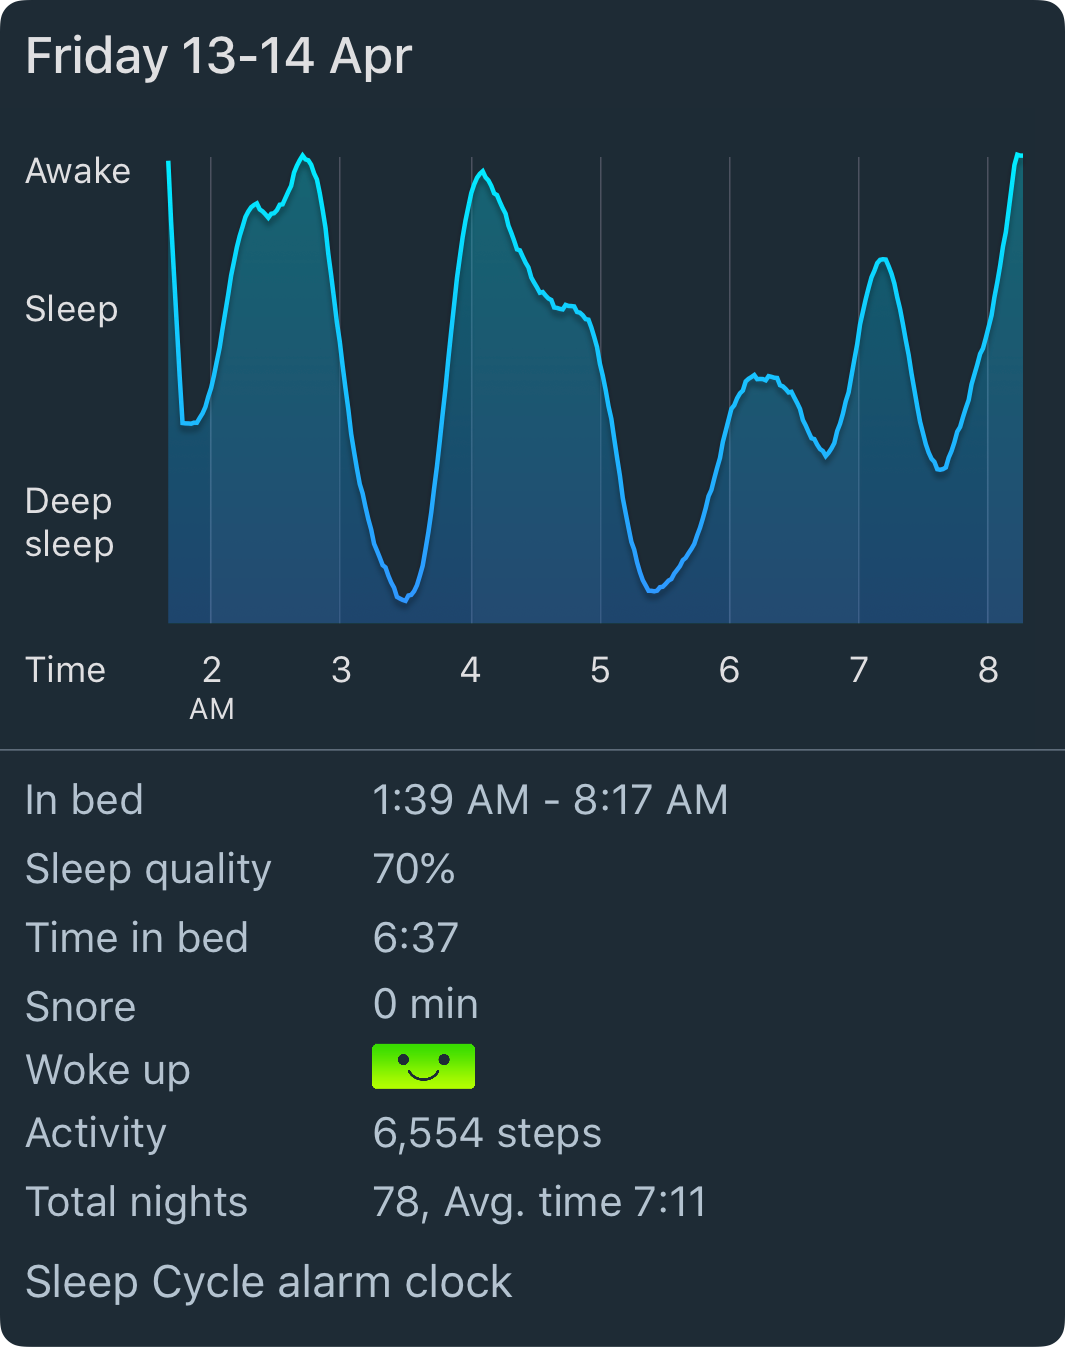 Friday 13-14 Apr
Awake
Sleep
Deep
sleep
Time 2 3 4 5 6 7 8
AM
In bed 1:39 AM - 8:17 AM
Sleep quality 70%
Time in bed 6:37
Snore 0 min
Woke up
Activity 6,554 steps
Total nights 78, Avg. time 7:11
Sleep Cycle alarm clock